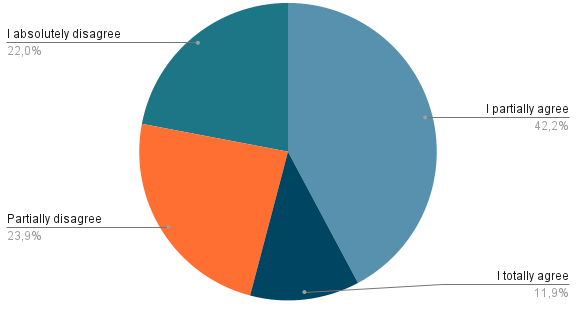 I absolutely disagree
22,0%
I partially agree
42,2%
Partially disagree
23,9%
I totally agree
11,9%